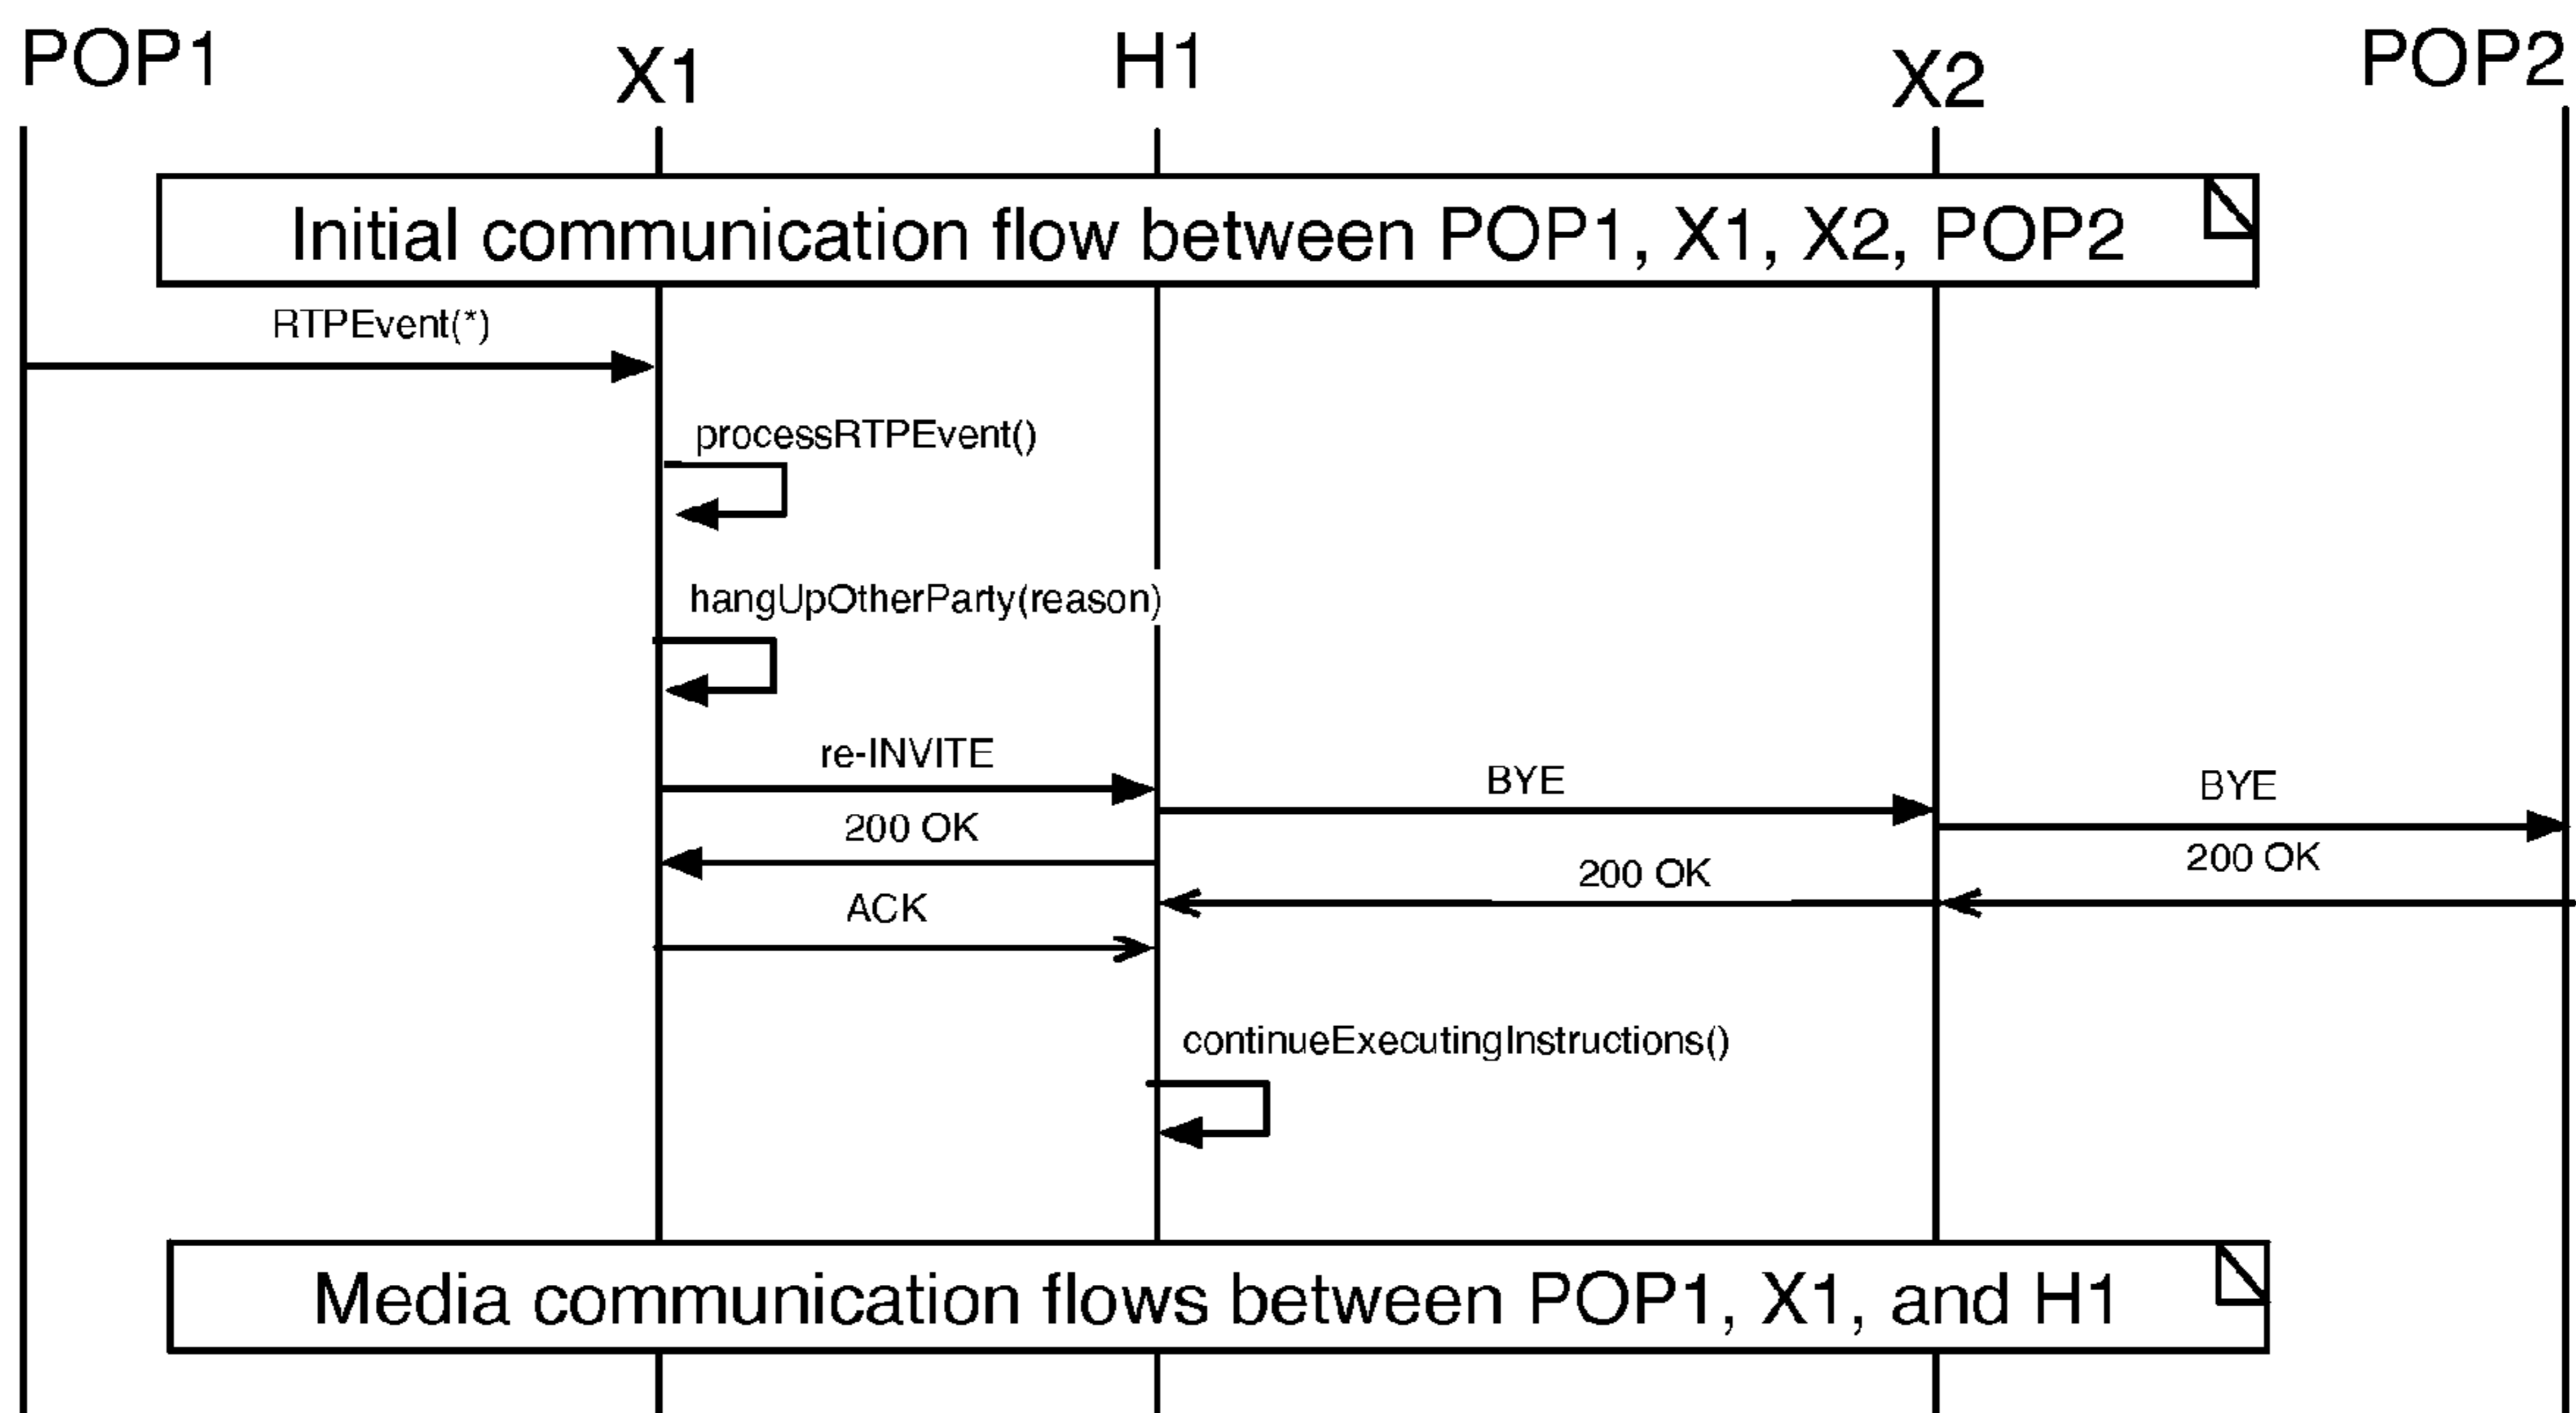 POP1
X1
H1
X2
POP2
Initial communication flow between POP1, X1, X2, POP2
RTPEvent(*)
processRTPEvent()
hangUpOtherParty(reason)
re-INVITE
BYE
BYE
200 OK
200 OK
200 OK
ACK
continueExecutingInstructions()
Media communication flows between POP1, X1, and H1